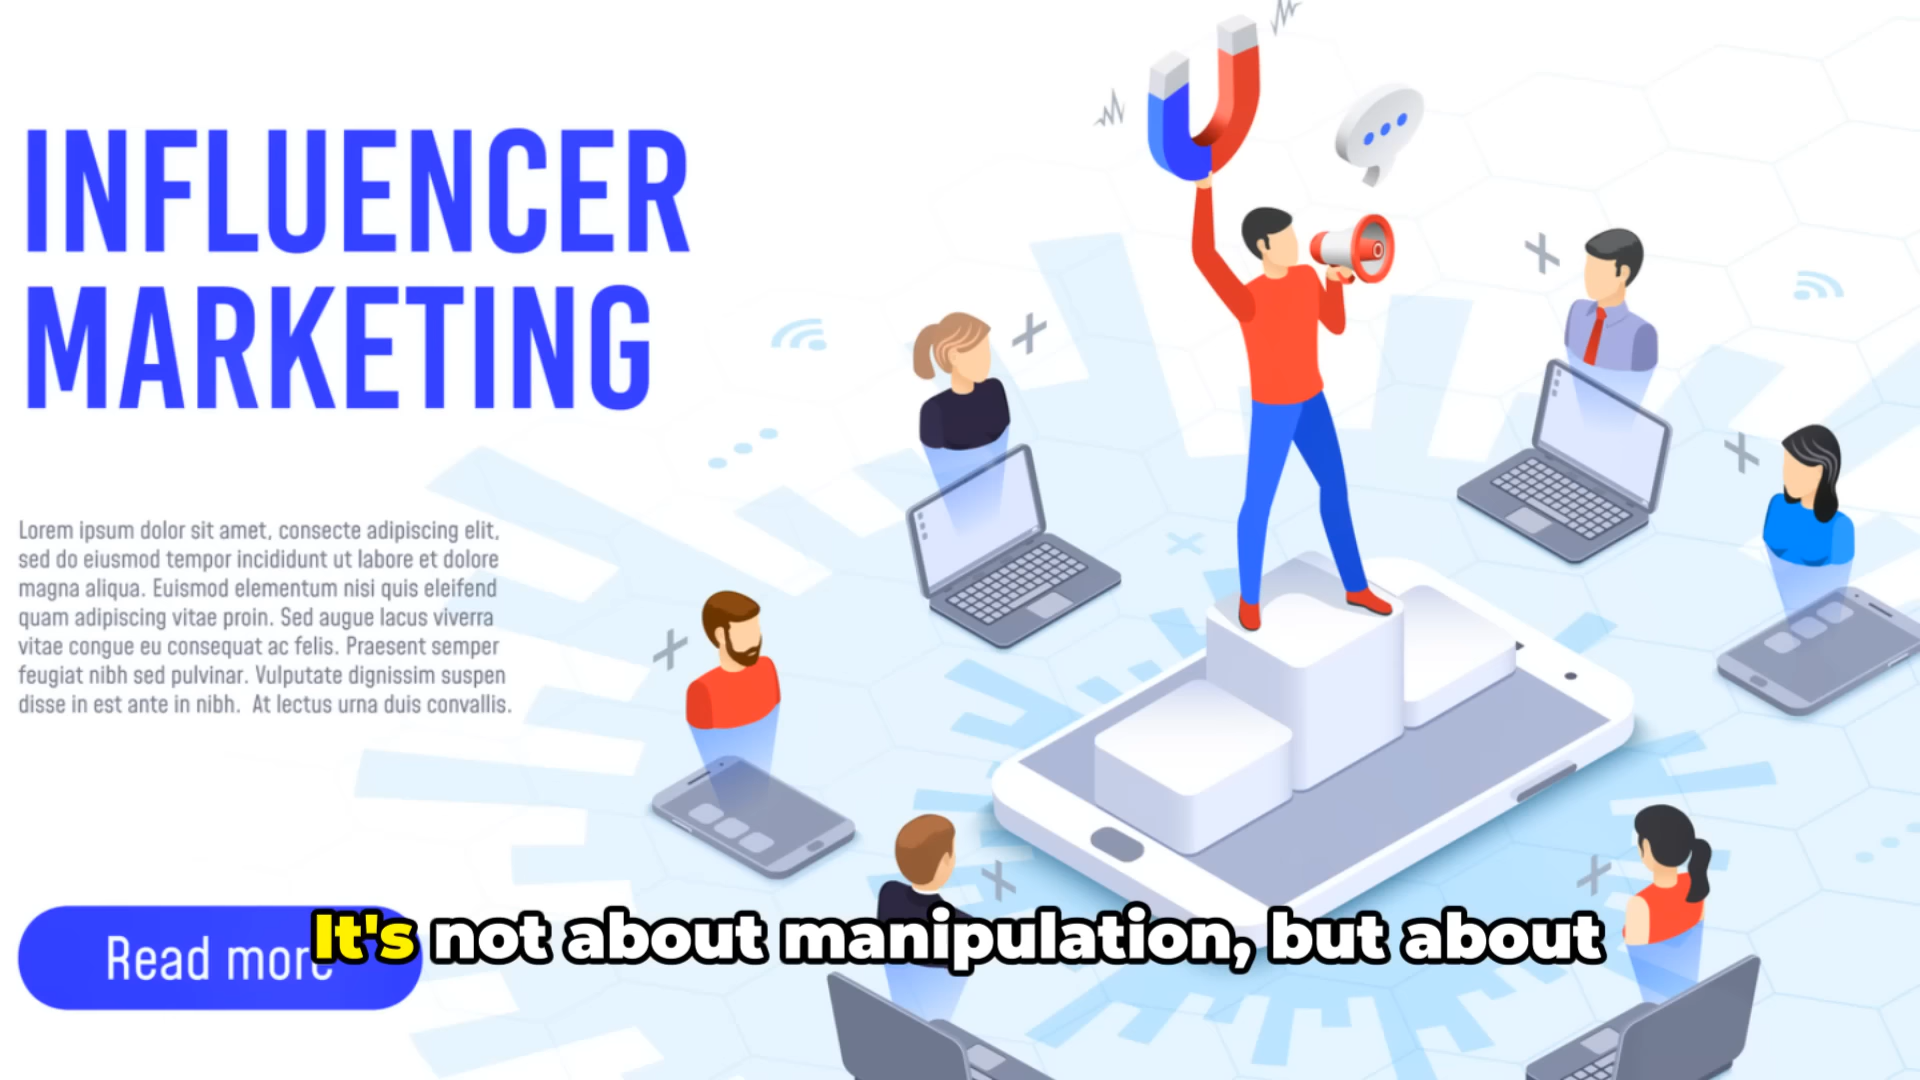 INFLUENCER
MARKETING
Lorem ipsum dolor sit amet, consecte adipiscing elit,
sed do eiusmod tempor incididunt ut labore et dolore
magna aliqua. Euismod elementum nisi quis eleifend
quam adipiscing vitae proin. Sed augue lacus viverra
vitae congue eu consequat ac felis. Praesent semper
feugiat nibh sed pulvinar. Vulputate dignissim suspen
disse in est ante in nibh. At lectus urna duis convallis.
Read more
It's not about manipulation, but about